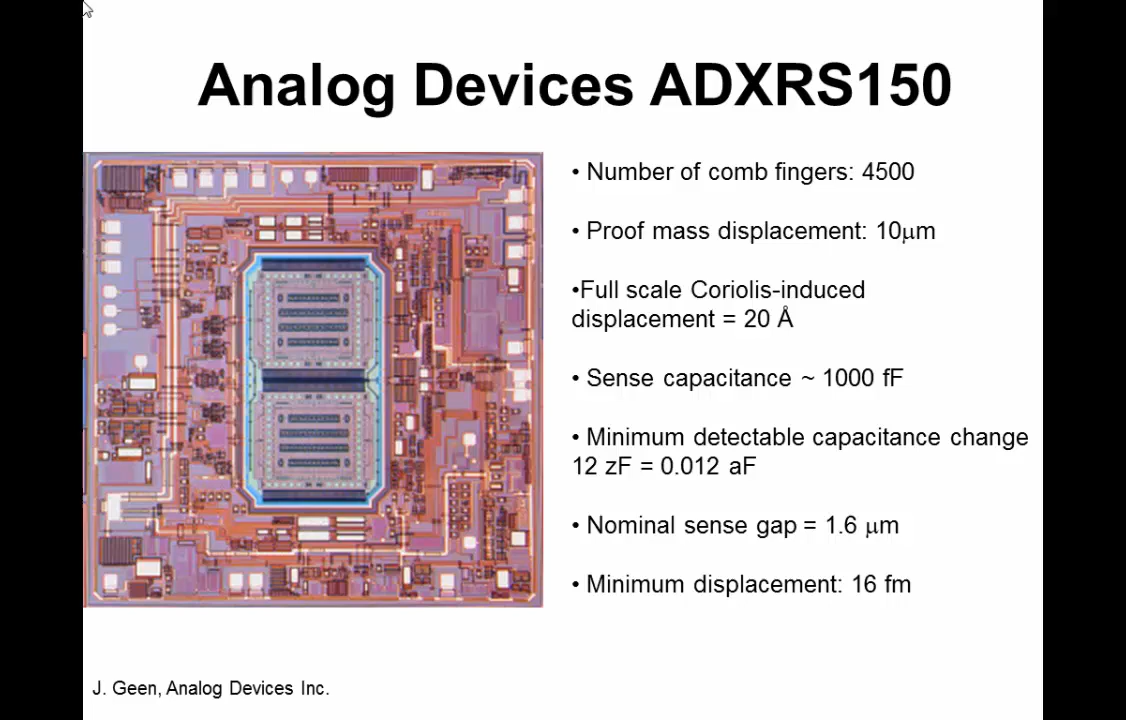 Analog Devices ADXRS150
• Number of comb fingers: 4500
• Proof mass displacement: 10μm
•Full scale Coriolis-induced
displacement = 20 Å
• Sense capacitance ~ 1000 fF
• Minimum detectable capacitance change
12 zF = 0.012 aF
• Nominal sense gap = 1.6 μm
• Minimum displacement: 16 fm
J. Geen, Analog Devices Inc.